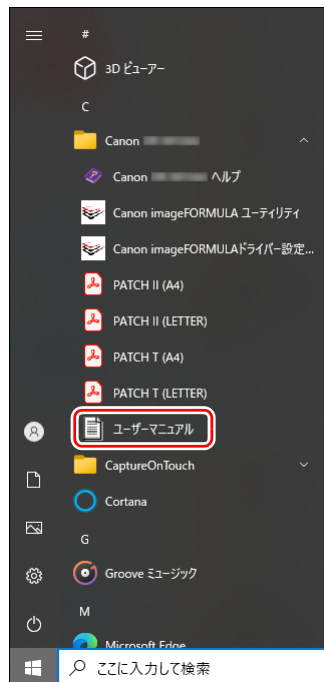 #
3D ビューアー
C
Canon
Canon ヘルプ
Canon imageFORMULA ユーティリティ
Canon imageFORMULAドライバー設定...
PATCH II (A4)
PATCH II (LETTER)
PATCH T (A4)
PATCH T (LETTER)
ユーザーマニュアル
CaptureOnTouch
Cortana
G
Groove ミュージック
M
Microsoft Edge
ここに入力して検索